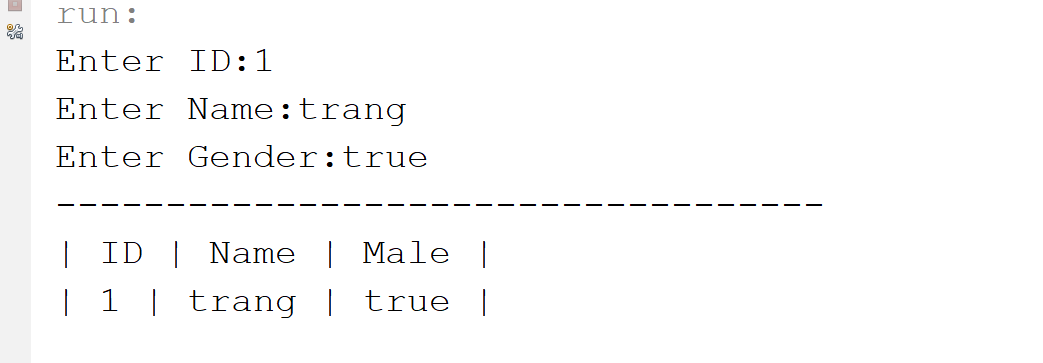 run:
Enter ID:1
Enter Name:trang
Enter Gender:true
-----------------------------------
| ID | Name | Male |
| 1 | trang | true |